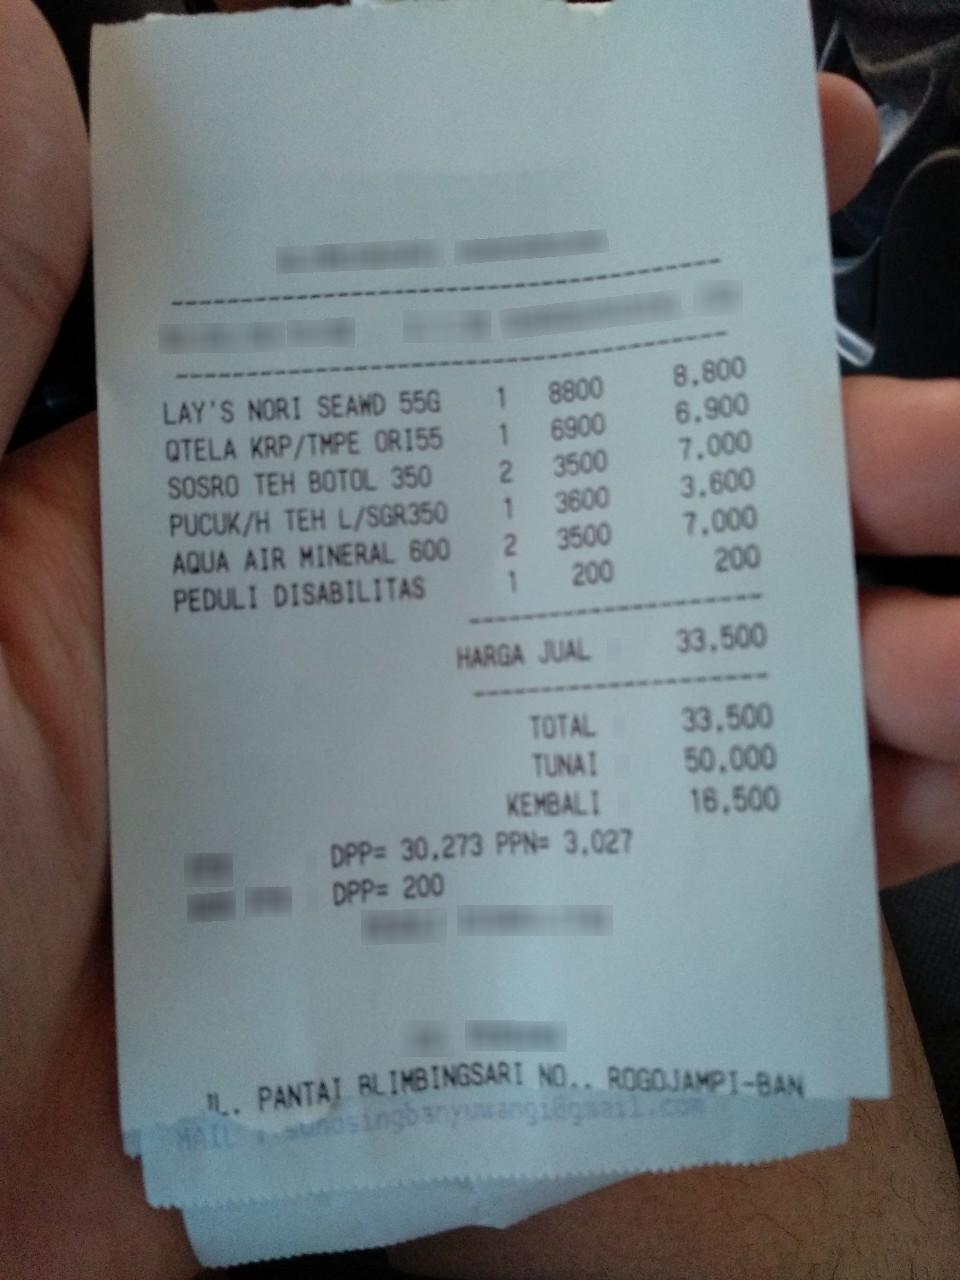 LAY'S NORI SEAWD 55G 1 8800 8,800
QTELA KRP/TMPE ORI55 1 6900 6,900
SOSRO TEH BOTOL 350 2 3500 7,000
PUCUK/H TEH L/SGR350 1 3600 3,600
AQUA AIR MINERAL 600 2 3500 7,000
PEDULI DISABILITAS 1 200 200
HARGA JUAL 33,500
TOTAL 33,500
TUNAI 50,000
KEMBALI 16,500
DPP= 30,273 PPN= 3,027
DPP= 200
JL. PANTAI BLIMBINGSARI NO.. ROGOJAMPI-BAN
MAIL :